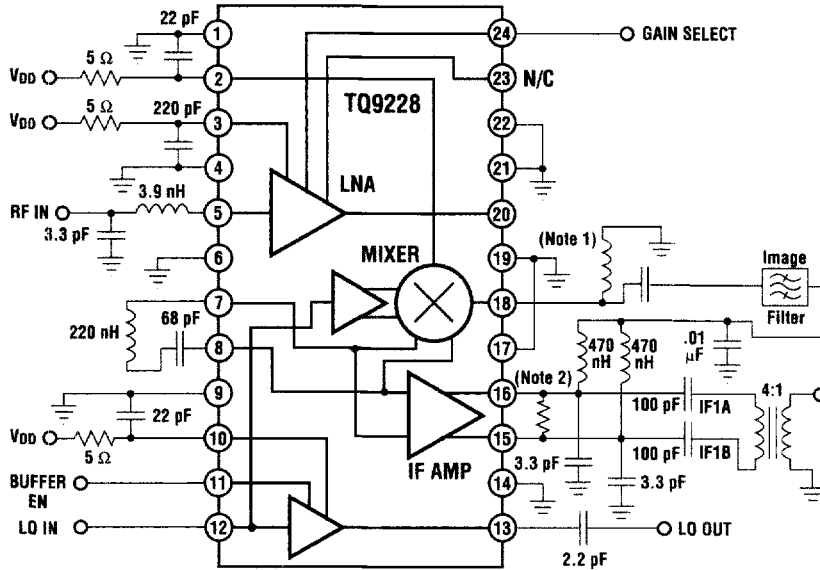 22 pF
1
24
GAIN SELECT
5 Ω
VDD
2
23
N/C
TQ9228
5 Ω
220 pF
VDD
3
22
4
21
LNA
3.9 nH
RF IN
5
20
3.3 pF
(Note 1)
MIXER
6
19
Image
Filter
7
18
220 nH
68 pF
8
17
470 nH
470 nH
.01 µF
(Note 2)
9
16
100 pF
IF1A
4:1
22 pF
VDD
10
15
5 Ω
IF AMP
100 pF
IF1B
3.3 pF
3.3 pF
BUFFER EN
11
14
LO IN
12
13
LO OUT
2.2 pF